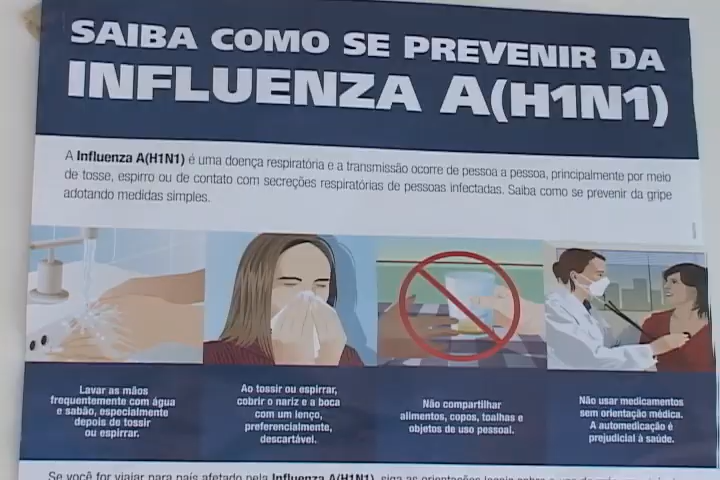 SAIBA COMO SE PREVENIR DA
INFLUENZA A(H1N1)
A Influenza A(H1N1) é uma doença respiratória e a transmissão ocorre de pessoa a pessoa, principalmente por meio
de tosse, espirro ou de contato com secreções respiratórias de pessoas infectadas. Saiba como se prevenir da gripe
adotando medidas simples.
Lavar as mãos
frequentemente com água
e sabão, especialmente
depois de tossir
ou espirrar.
Ao tossir ou espirrar,
cobrir o nariz e a boca
com um lenço,
preferencialmente,
descartável.
Não compartilhar
alimentos, copos, toalhas e
objetos de uso pessoal.
Não usar medicamentos
sem orientação médica.
A automedicação é
prejudicial à saúde.
Se você for viajar para país afetado pela Influenza A(H1N1), siga as orientações